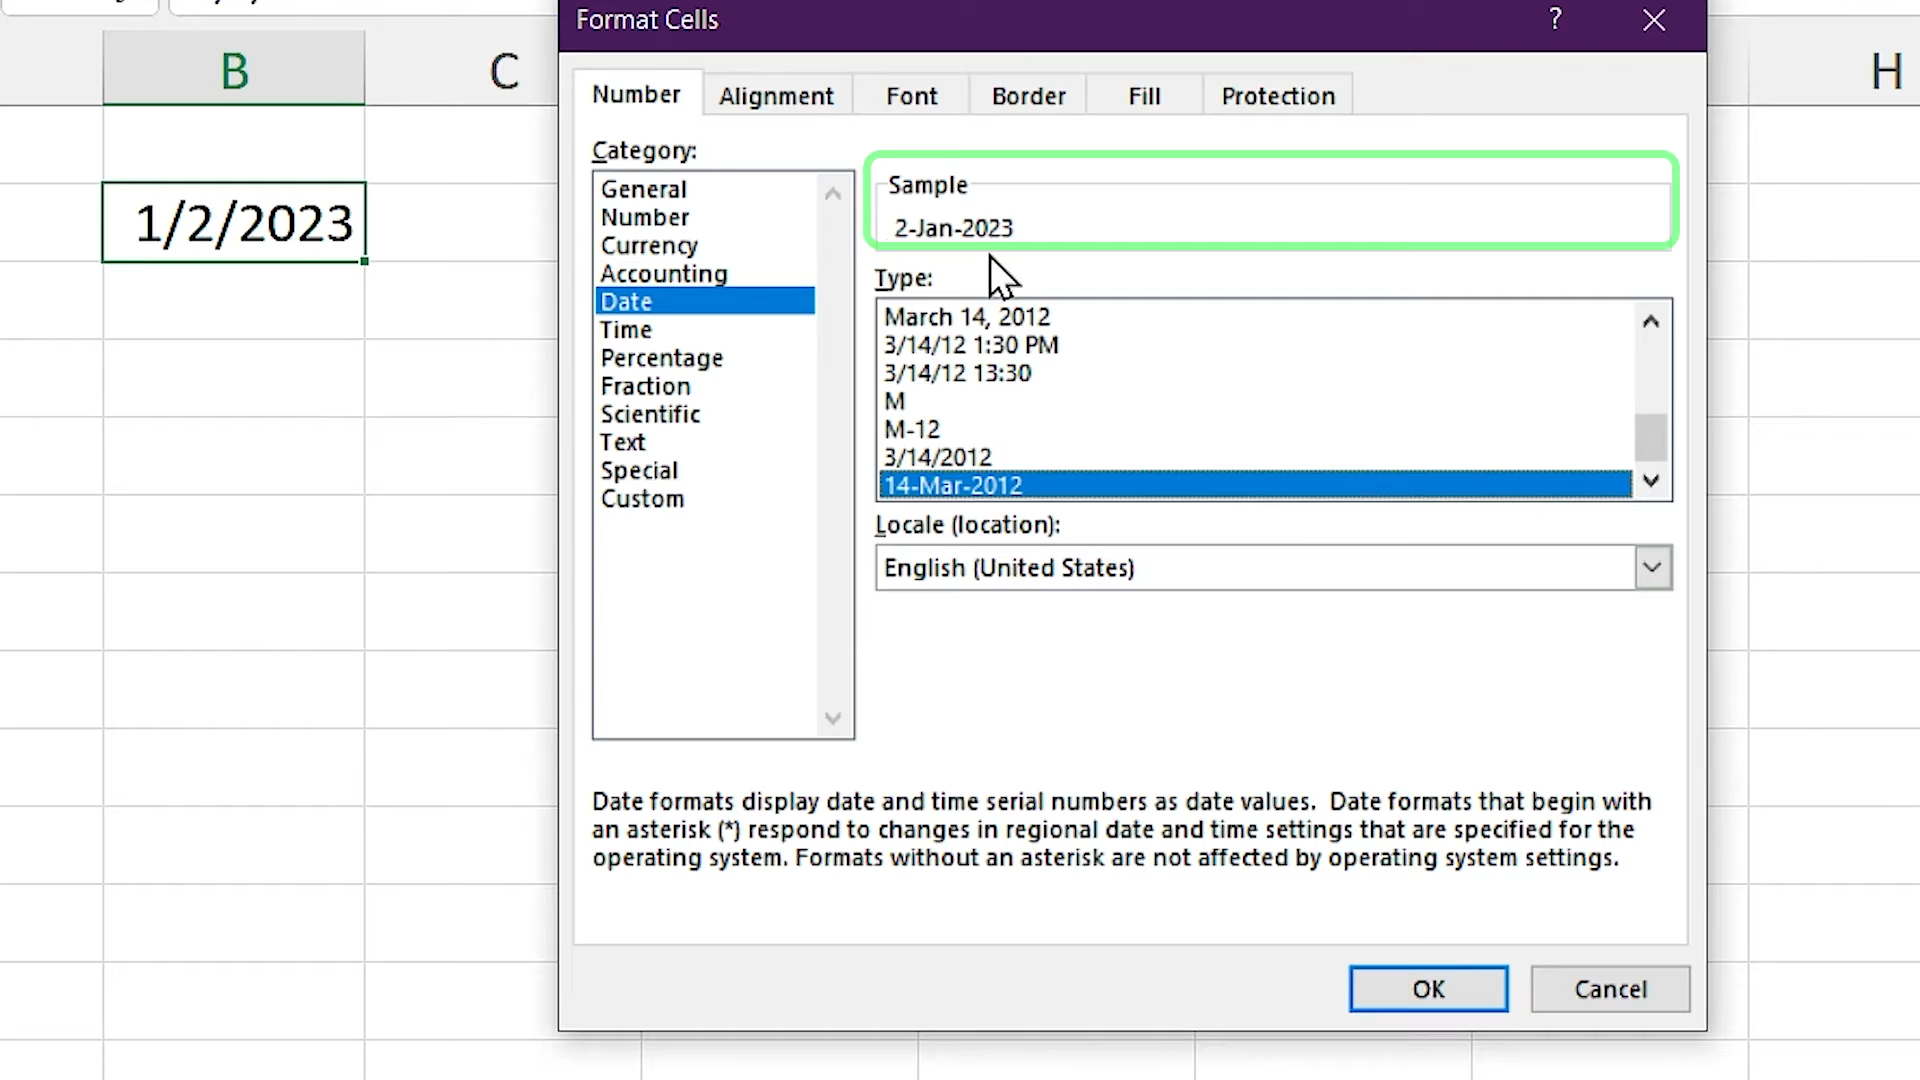 Format Cells
?
B
C
H
Number
Alignment
Font
Border
Fill
Protection
Category:
General
Number
Currency
Accounting
Date
Time
Percentage
Fraction
Scientific
Text
Special
Custom
1/2/2023
Sample
2-Jan-2023
Type:
March 14, 2012
3/14/12 1:30 PM
3/14/12 13:30
M
M-12
3/14/2012
14-Mar-2012
Locale (location):
English (United States)
Date formats display date and time serial numbers as date values.  Date formats that begin with
an asterisk (*) respond to changes in regional date and time settings that are specified for the
operating system. Formats without an asterisk are not affected by operating system settings.
OK
Cancel